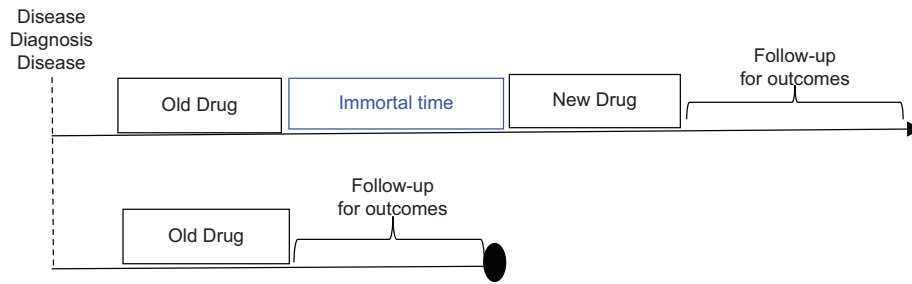 Disease
Diagnosis
Disease
Follow-up
for outcomes
Old Drug
Immortal time
New Drug
Follow-up
for outcomes
Old Drug